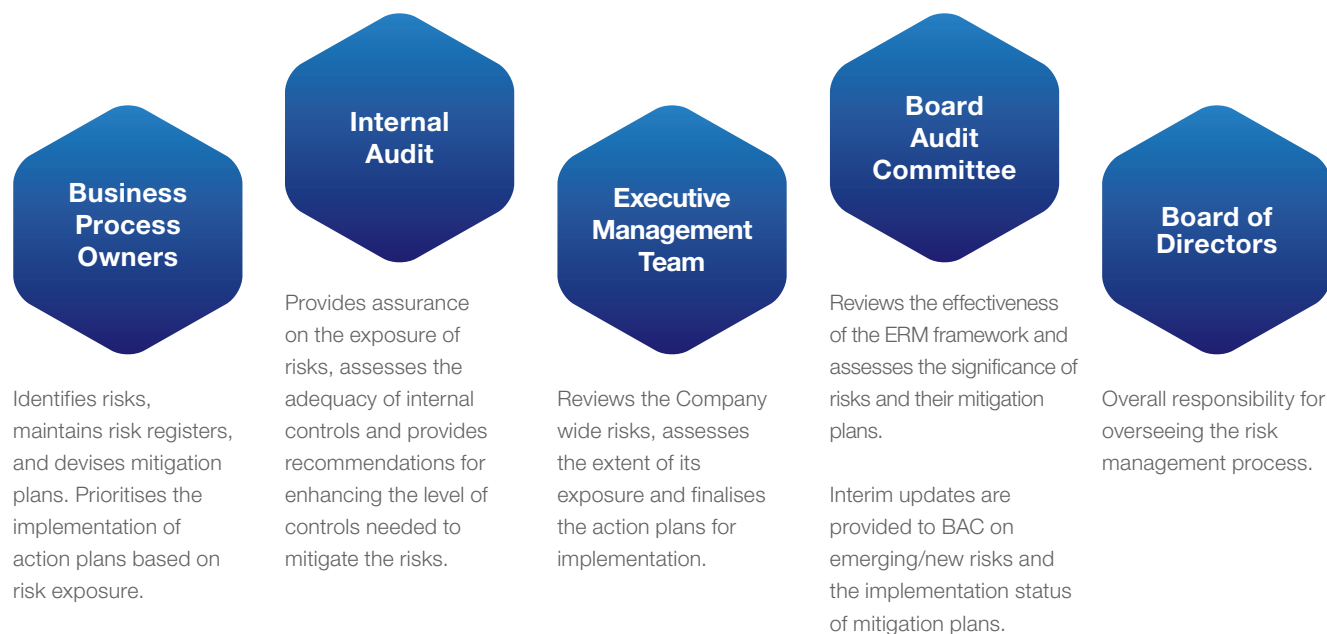 Business
Process
Owners
Identifies risks,
maintains risk registers,
and devises mitigation
plans. Prioritises the
implementation of
action plans based on
risk exposure.
Internal
Audit
Provides assurance
on the exposure of
risks, assesses the
adequacy of internal
controls and provides
recommendations for
enhancing the level of
controls needed to
mitigate the risks.
Executive
Management
Team
Reviews the Company
wide risks, assesses
the extent of its
exposure and finalises
the action plans for
implementation.
Board
Audit
Committee
Reviews the effectiveness
of the ERM framework and
assesses the significance of
risks and their mitigation
plans.
Interim updates are
provided to BAC on
emerging/new risks and
the implementation status
of mitigation plans.
Board of
Directors
Overall responsibility for
overseeing the risk
management process.